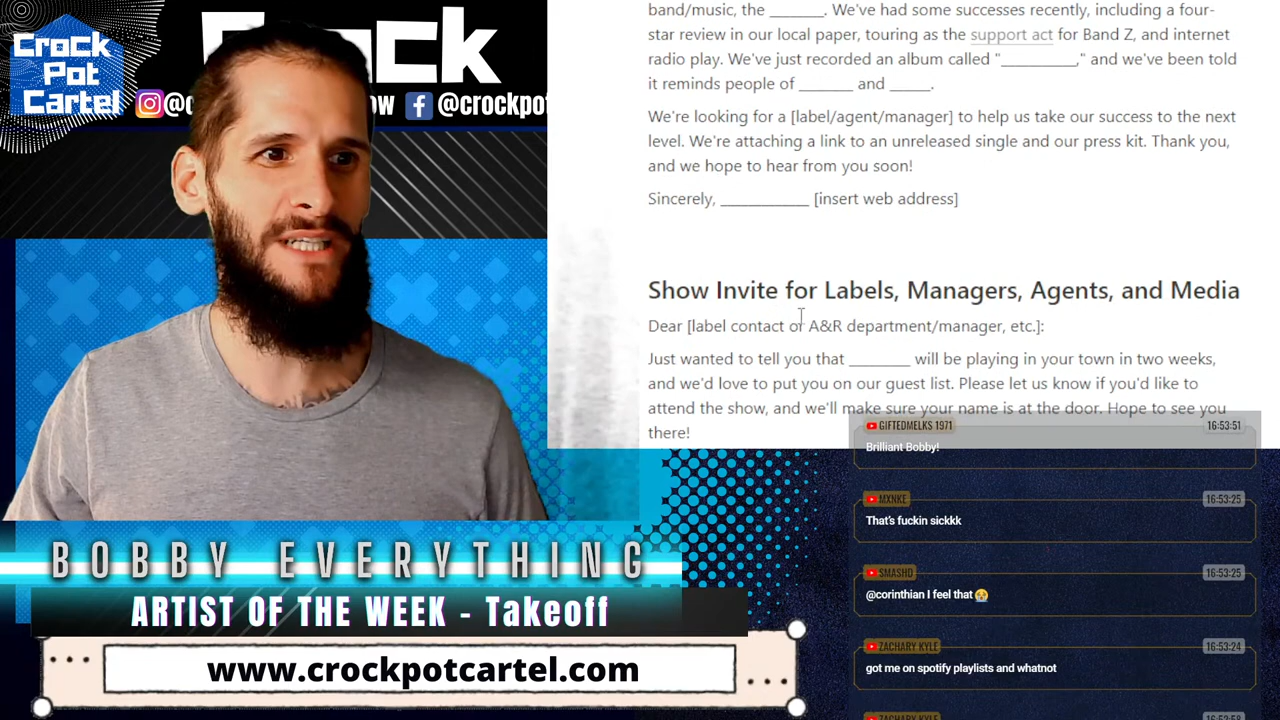 Crock
Pot
Cartel
ck
@c
ow
@crockpot
band/music, the ________. We've had some successes recently, including a four-
star review in our local paper, touring as the support act for Band Z, and internet
radio play. We've just recorded an album called "___________," and we've been told
it reminds people of ________ and ______.
We're looking for a [label/agent/manager] to help us take our success to the next
level. We're attaching a link to an unreleased single and our press kit. Thank you,
and we hope to hear from you soon!
Sincerely, _____________ [insert web address]
Show Invite for Labels, Managers, Agents, and Media
Dear [label contact or A&R department/manager, etc.]:
Just wanted to tell you that _________ will be playing in your town in two weeks,
and we'd love to put you on our guest list. Please let us know if you'd like to
attend the show, and we'll make sure your name is at the door. Hope to see you
there!
GIFTEDMELKS 1971 16:53:51
Brilliant Bobby!
MXNKE 16:53:25
That's fuckin sickkk
SMASHD 16:53:25
@corinthian I feel that 😭
ZACHARY KYLE 16:53:24
got me on spotify playlists and whatnot
ZACHARY KYLE
BOBBY EVERYTHING
ARTIST OF THE WEEK - Takeoff
www.crockpotcartel.com